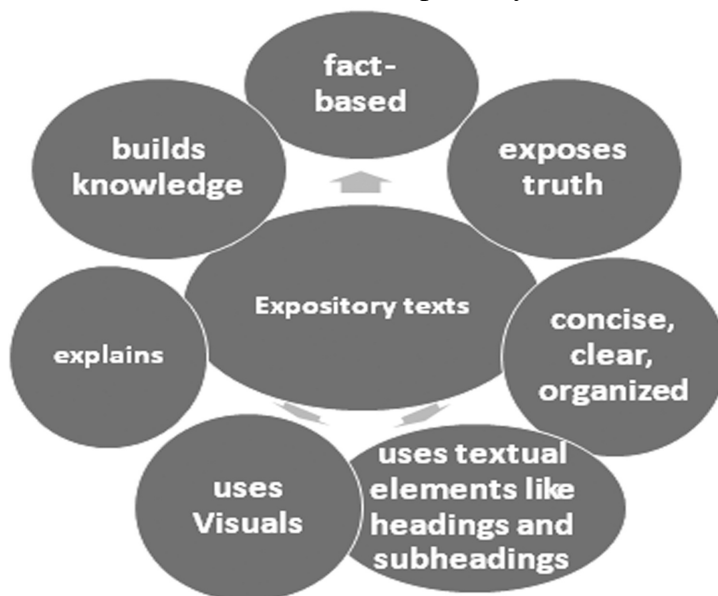 fact-
based
exposes
truth
concise,
clear,
organized
uses textual
elements like
headings and
subheadings
uses
Visuals
explains
builds
knowledge
Expository texts